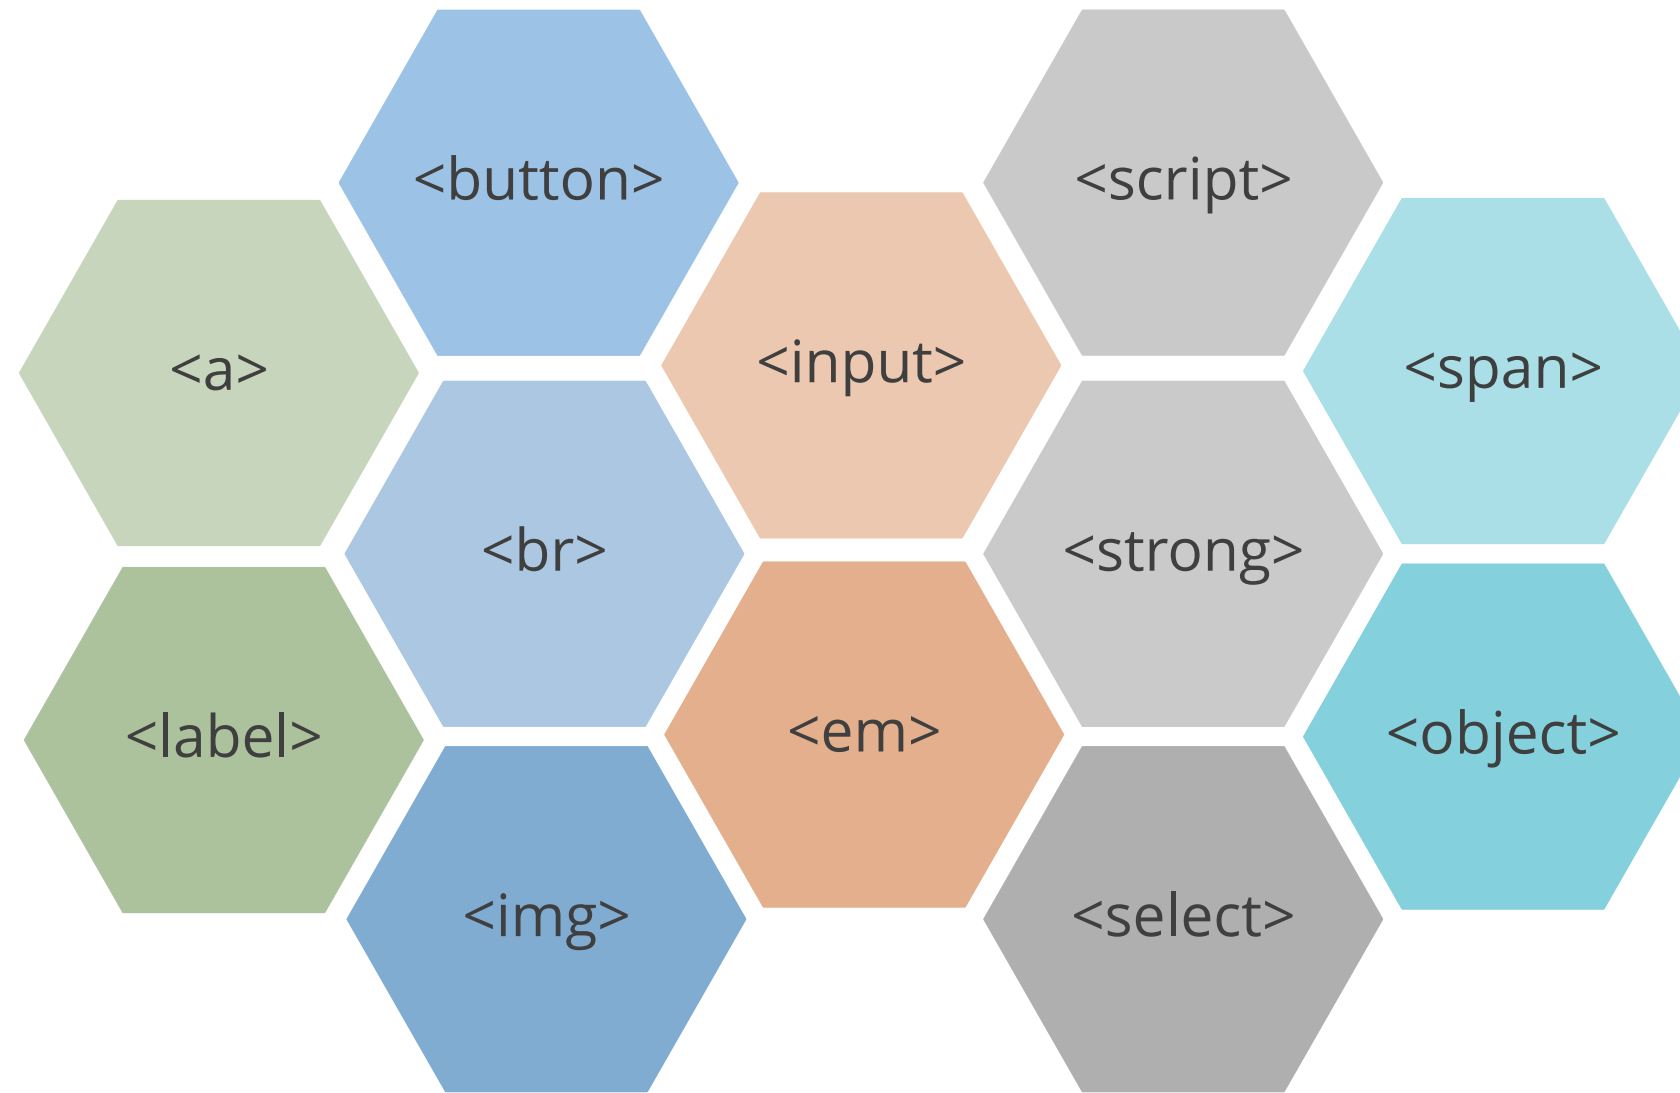 <button>
<script>
<a>
<input>
<span>
<br>
<strong>
<label>
<em>
<object>
<img>
<select>